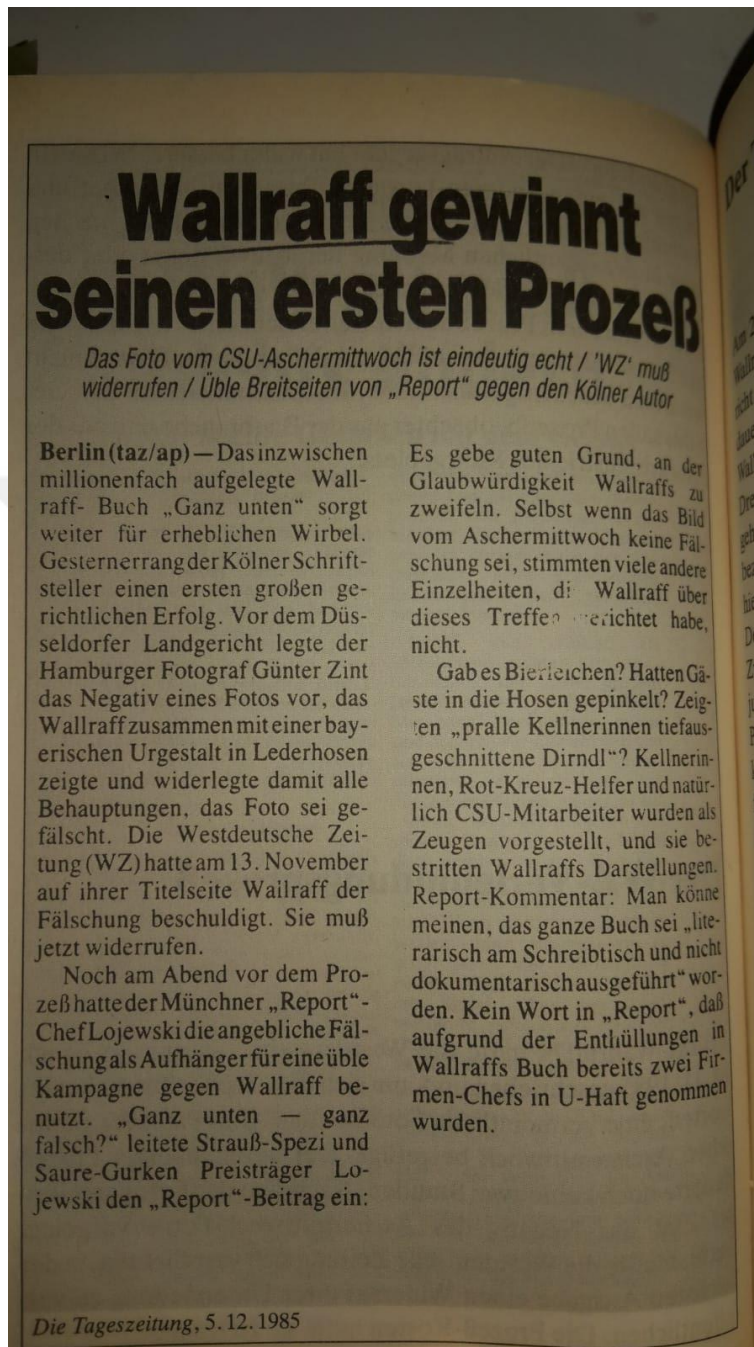 Wallraff gewinnt
seinen ersten Prozeß
Das Foto vom CSU-Aschermittwoch ist eindeutig echt / 'WZ' muß
widerrufen / Üble Breitseiten von „Report" gegen den Kölner Autor
Berlin (taz/ap) — Das inzwischen
millionenfach aufgelegte Wall-
raff- Buch „Ganz unten" sorgt
weiter für erheblichen Wirbel.
Gestern errang der Kölner Schrift-
steller einen ersten großen ge-
richtlichen Erfolg. Vor dem Düs-
seldorfer Landgericht legte der
Hamburger Fotograf Günter Zint
das Negativ eines Fotos vor, das
Wallraff zusammen mit einer bay-
erischen Urgestalt in Lederhosen
zeigte und widerlegte damit alle
Behauptungen, das Foto sei ge-
fälscht. Die Westdeutsche Zei-
tung (WZ) hatte am 13. November
auf ihrer Titelseite Wallraff der
Fälschung beschuldigt. Sie muß
jetzt widerrufen.
Noch am Abend vor dem Pro-
zeß hatte der Münchner „Report"-
Chef Lojewski die angebliche Fäl-
schung als Aufhänger für eine üble
Kampagne gegen Wallraff be-
nutzt. „Ganz unten — ganz
falsch?" leitete Strauß-Spezi und
Saure-Gurken Preisträger Lo-
jewski den „Report"-Beitrag ein:
Es gebe guten Grund, an der
Glaubwürdigkeit Wallraffs zu
zweifeln. Selbst wenn das Bild
vom Aschermittwoch keine Fäl-
schung sei, stimmten viele andere
Einzelheiten, di Wallraff über
dieses Treffen berichtet habe,
nicht.
Gab es Bierleichen? Hatten Gä-
ste in die Hosen gepinkelt? Zeig-
ten „pralle Kellnerinnen tiefaus-
geschnittene Dirndl"? Kellnerin-
nen, Rot-Kreuz-Helfer und natür-
lich CSU-Mitarbeiter wurden als
Zeugen vorgestellt, und sie be-
stritten Wallraffs Darstellungen.
Report-Kommentar: Man könne
meinen, das ganze Buch sei „lite-
rarisch am Schreibtisch und nicht
dokumentarisch ausgeführt" wor-
den. Kein Wort in „Report", daß
aufgrund der Enthüllungen in
Wallraffs Buch bereits zwei Fir-
men-Chefs in U-Haft genommen
wurden.
Die Tageszeitung, 5.12.1985
Der